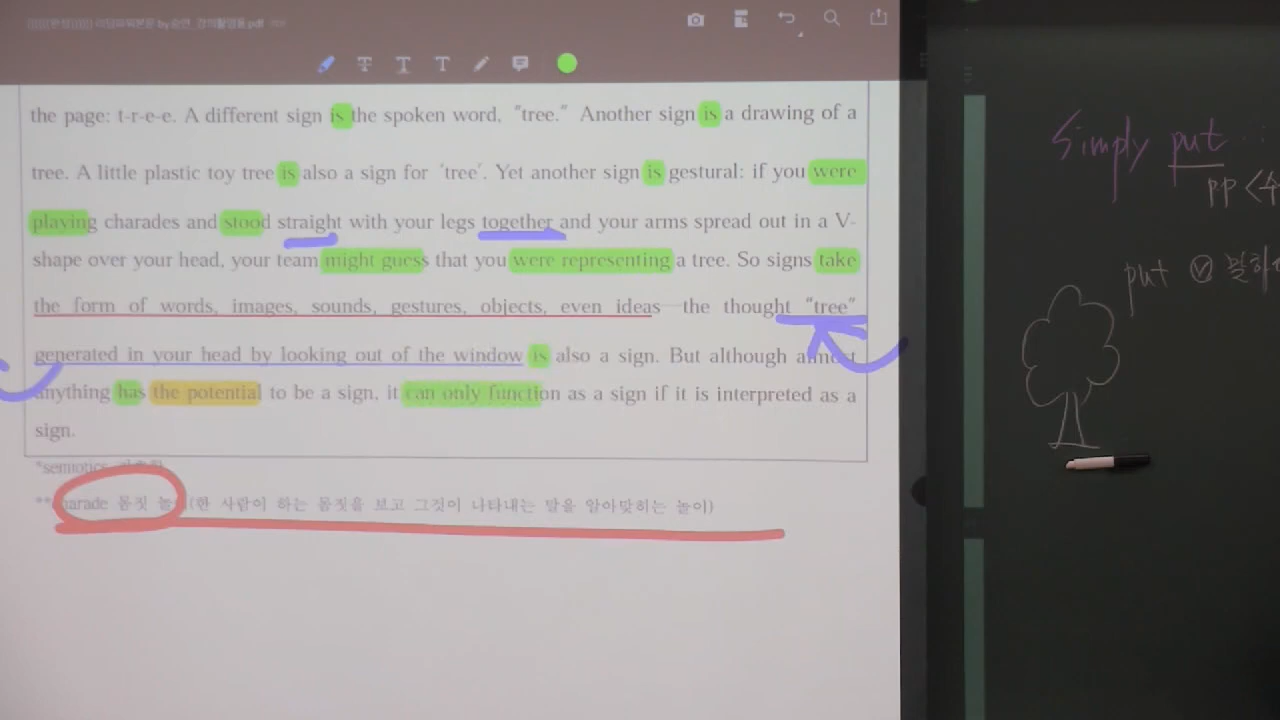 the page: t-r-e-e. A different sign is the spoken word, "tree." Another sign is a drawing of a
tree. A little plastic toy tree is also a sign for 'tree'. Yet another sign is gestural: if you were
playing charades and stood straight with your legs together and your arms spread out in a V-
shape over your head, your team might guess that you were representing a tree. So signs take
the form of words, images, sounds, gestures, objects, even ideas—the thought "tree"
generated in your head by looking out of the window is also a sign. But although almost
anything has the potential to be a sign, it can only function as a sign if it is interpreted as a
sign.
*semiotics
몸짓 (한 사람이 하는 몸짓을 보고 그것이 나타내는 말을 알아맞히는 놀이)
Simply put ...
pp <
put ⓥ 말하